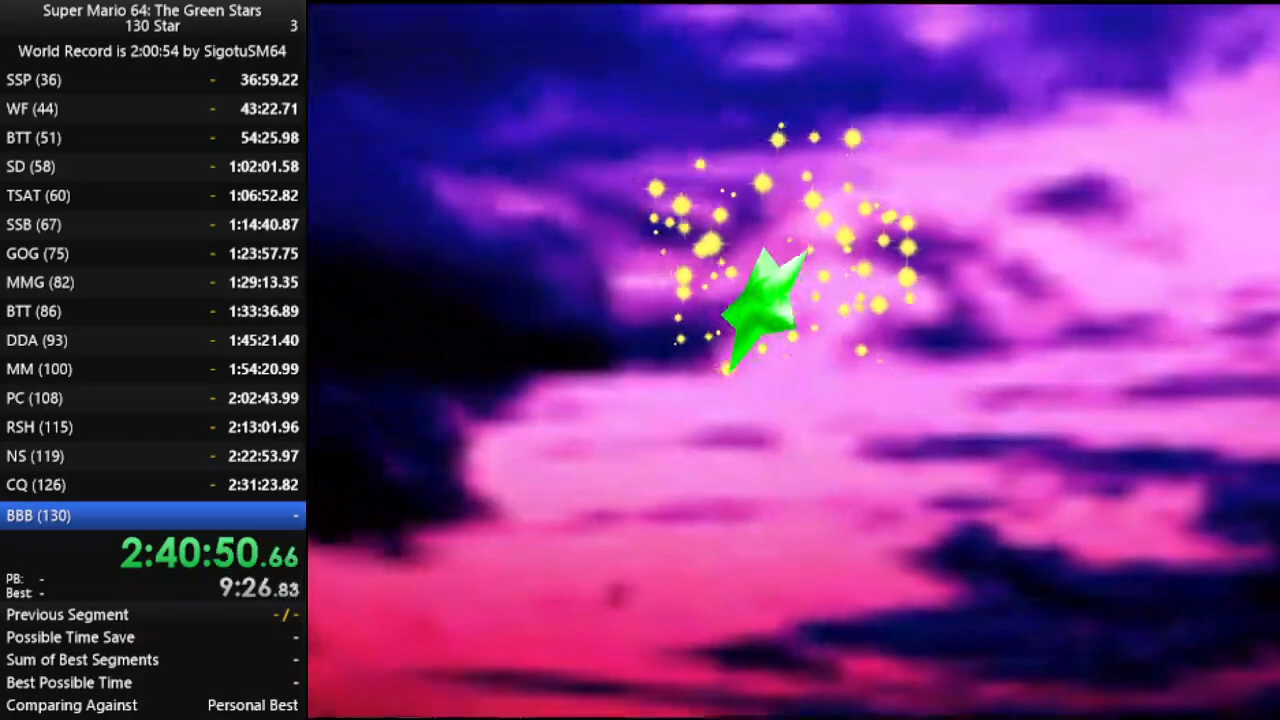 Super Mario 64: The Green Stars
130 Star 3
World Record is 2:00:54 by SigotuSM64
SSP (36) - 36:59.22
WF (44) - 43:22.71
BTT (51) - 54:25.98
SD (58) - 1:02:01.58
TSAT (60) - 1:06:52.82
SSB (67) - 1:14:40.87
GOG (75) - 1:23:57.75
MMG (82) - 1:29:13.35
BTT (86) - 1:33:36.89
DDA (93) - 1:45:21.40
MM (100) - 1:54:20.99
PC (108) - 2:02:43.99
RSH (115) - 2:13:01.96
NS (119) - 2:22:53.97
CQ (126) - 2:31:23.82
BBB (130) -
2:40:50.66
PB: -
Best: - 9:26.83
Previous Segment - / -
Possible Time Save -
Sum of Best Segments -
Best Possible Time -
Comparing Against Personal Best